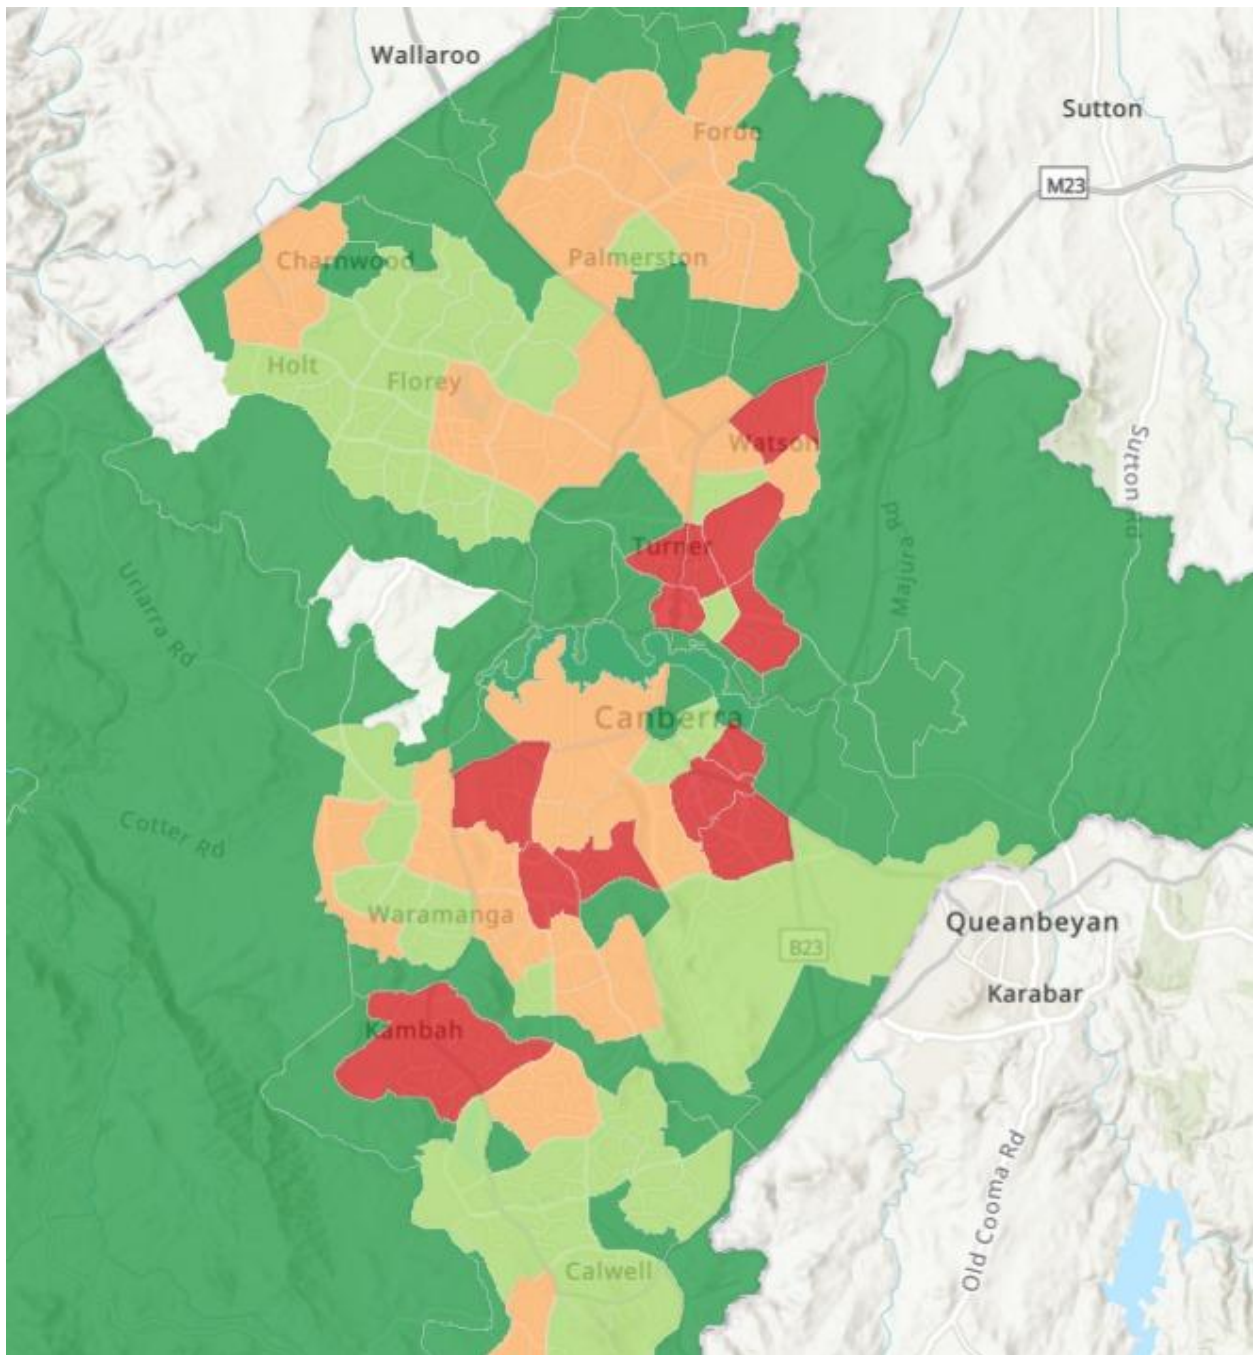 Wallaroo
Sutton
Forde
M23
Charnwood
Palmerston
Holt
Florey
Watson
Sutton Rd
Turner
Majura Rd
Uriarra Rd
Canberra
Cotter Rd
Waramanga
B23
Queanbeyan
Karabar
Kambah
Old Cooma Rd
Calwell